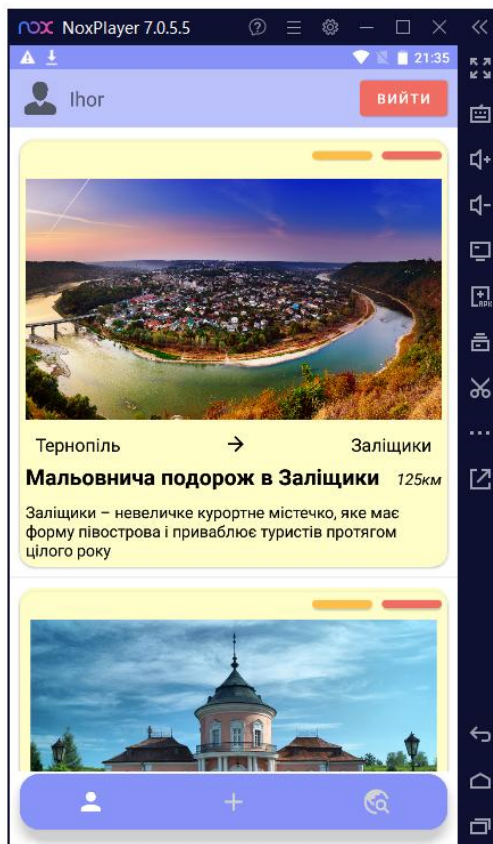 nox NoxPlayer 7.0.5.5
21:35
Ihor
ВИЙТИ
Тернопіль → Заліщики
Мальовнича подорож в Заліщики 125км
Заліщики – невеличке курортне містечко, яке має
форму півострова і приваблює туристів протягом
цілого року